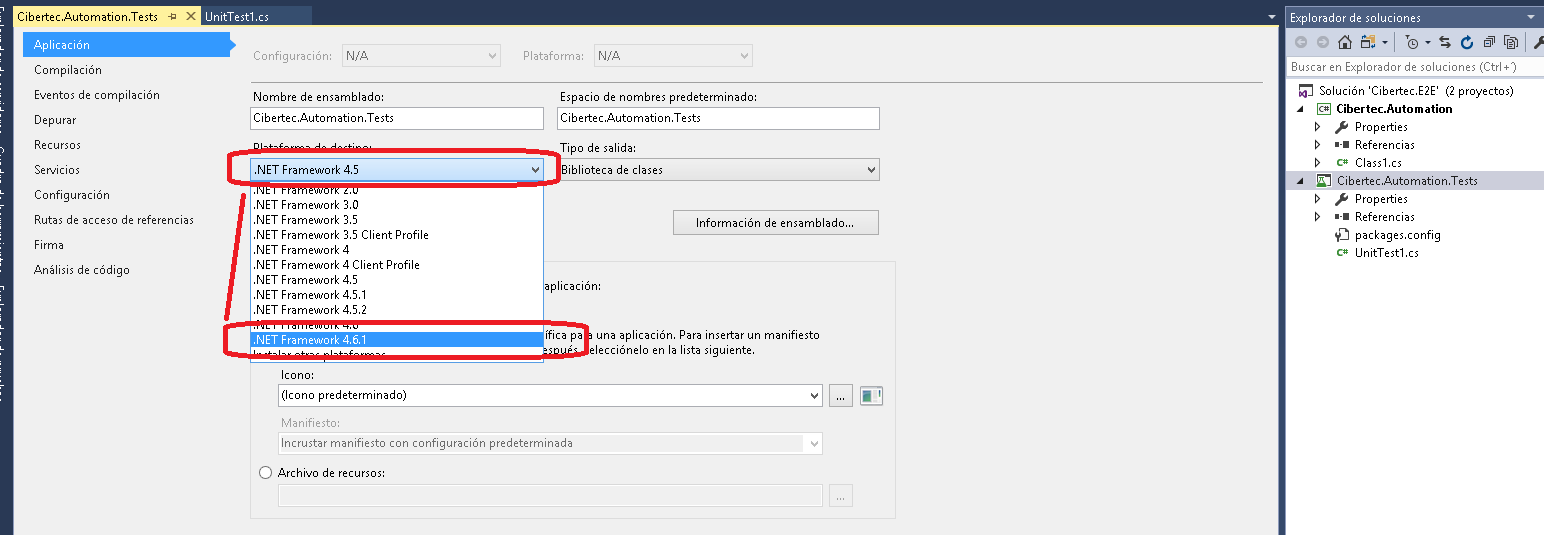 Cibertec.Automation.Tests
UnitTest1.cs
Aplicación
Compilación
Eventos de compilación
Depurar
Recursos
Servicios
Configuración
Rutas de acceso de referencias
Firma
Análisis de código
Configuración: N/A
Plataforma: N/A
Nombre de ensamblado:
Espacio de nombres predeterminado:
Cibertec.Automation.Tests
Cibertec.Automation.Tests
Plataforma de destino:
Tipo de salida:
.NET Framework 4.5
Biblioteca de clases
.NET Framework 2.0
.NET Framework 3.0
.NET Framework 3.5
.NET Framework 3.5 Client Profile
.NET Framework 4
.NET Framework 4 Client Profile
.NET Framework 4.5
.NET Framework 4.5.1
.NET Framework 4.5.2
.NET Framework 4.6
.NET Framework 4.6.1
Instalar otras plataformas...
Información de ensamblado...
aplicación:
ífica para una aplicación. Para insertar un manifiesto
espués, selecciónelo en la lista siguiente.
Icono:
(Icono predeterminado)
...
Manifiesto:
Incrustar manifiesto con configuración predeterminada
Archivo de recursos:
...
Explorador de soluciones
Buscar en Explorador de soluciones (Ctrl+´)
Solución 'Cibertec.E2E' (2 proyectos)
Cibertec.Automation
Properties
Referencias
Class1.cs
Cibertec.Automation.Tests
Properties
Referencias
packages.config
UnitTest1.cs